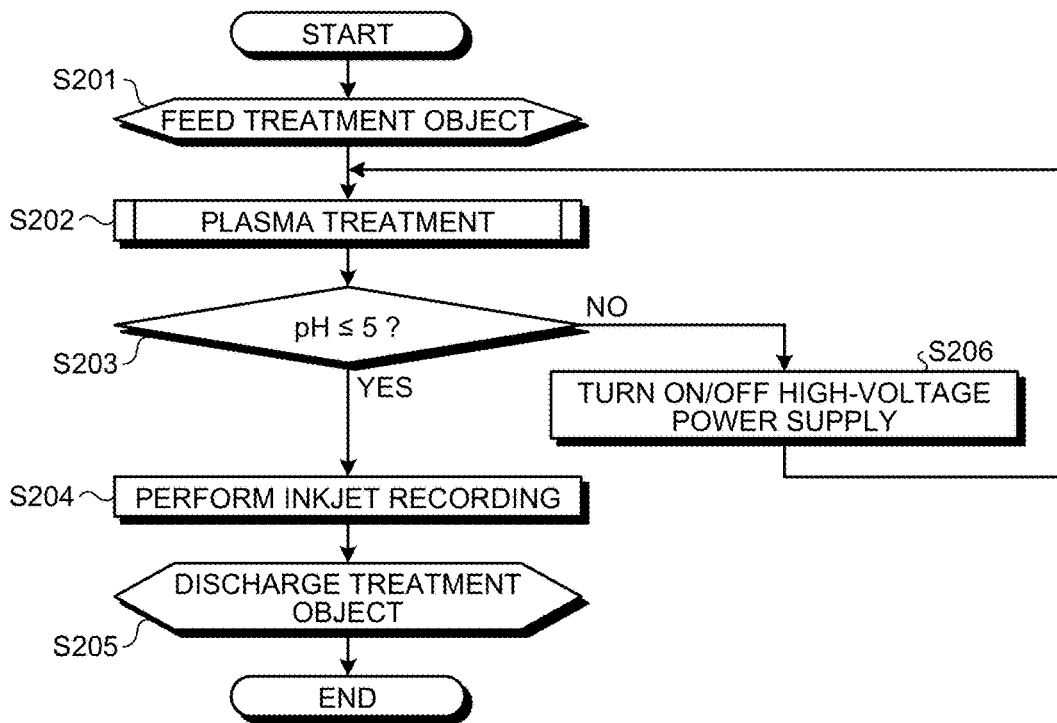 START
S201
FEED TREATMENT OBJECT
S202
PLASMA TREATMENT
S203
pH ≤ 5 ?
NO
YES
S206
TURN ON/OFF HIGH-VOLTAGE
POWER SUPPLY
S204
PERFORM INKJET RECORDING
DISCHARGE TREATMENT
OBJECT
S205
END